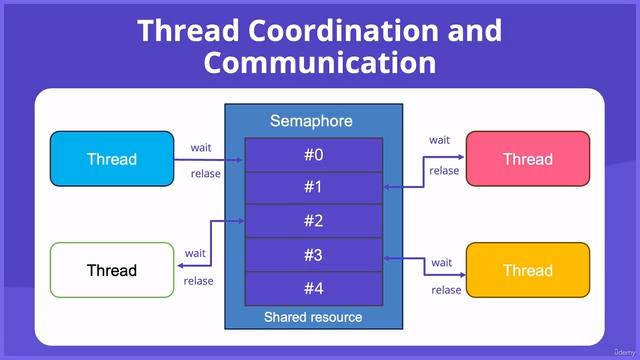 Thread Coordination and
Communication
Semaphore
Thread
wait
relase
#0
#1
#2
#3
#4
wait
relase
Thread
Thread
wait
relase
wait
relase
Thread
Shared resource
ûdemy